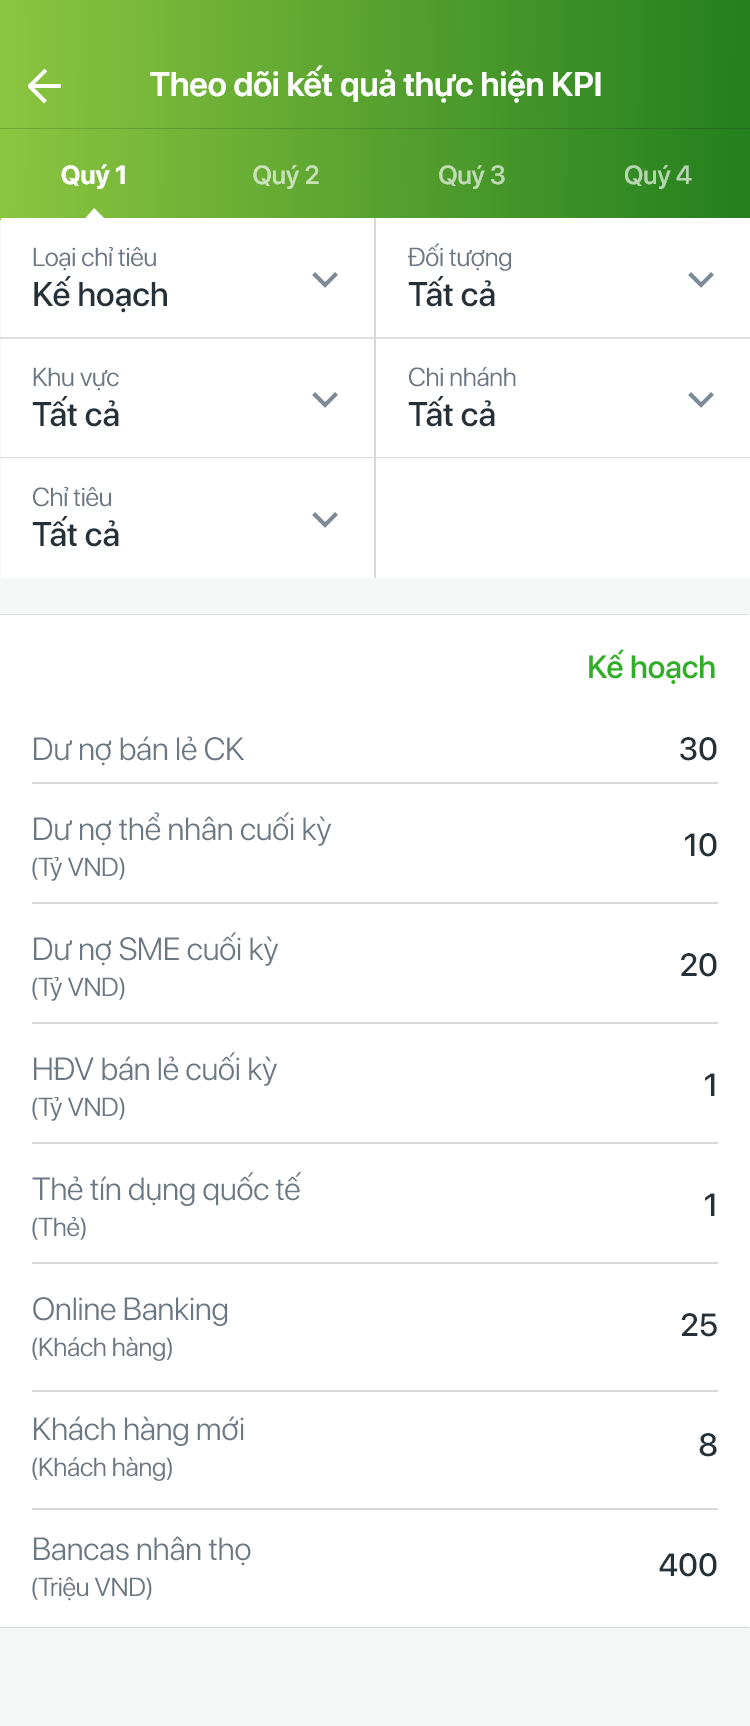 Theo dõi kết quả thực hiện KPI
Quý 1 Quý 2 Quý 3 Quý 4
Loại chỉ tiêu Đối tượng
Kế hoạch Tất cả
Khu vực Chi nhánh
Tất cả Tất cả
Chỉ tiêu
Tất cả
Kế hoạch
Dư nợ bán lẻ CK 30
Dư nợ thể nhân cuối kỳ
(Tỷ VND) 10
Dư nợ SME cuối kỳ
(Tỷ VND) 20
HĐV bán lẻ cuối kỳ
(Tỷ VND) 1
Thẻ tín dụng quốc tế
(Thẻ) 1
Online Banking
(Khách hàng) 25
Khách hàng mới
(Khách hàng) 8
Bancas nhân thọ
(Triệu VND) 400